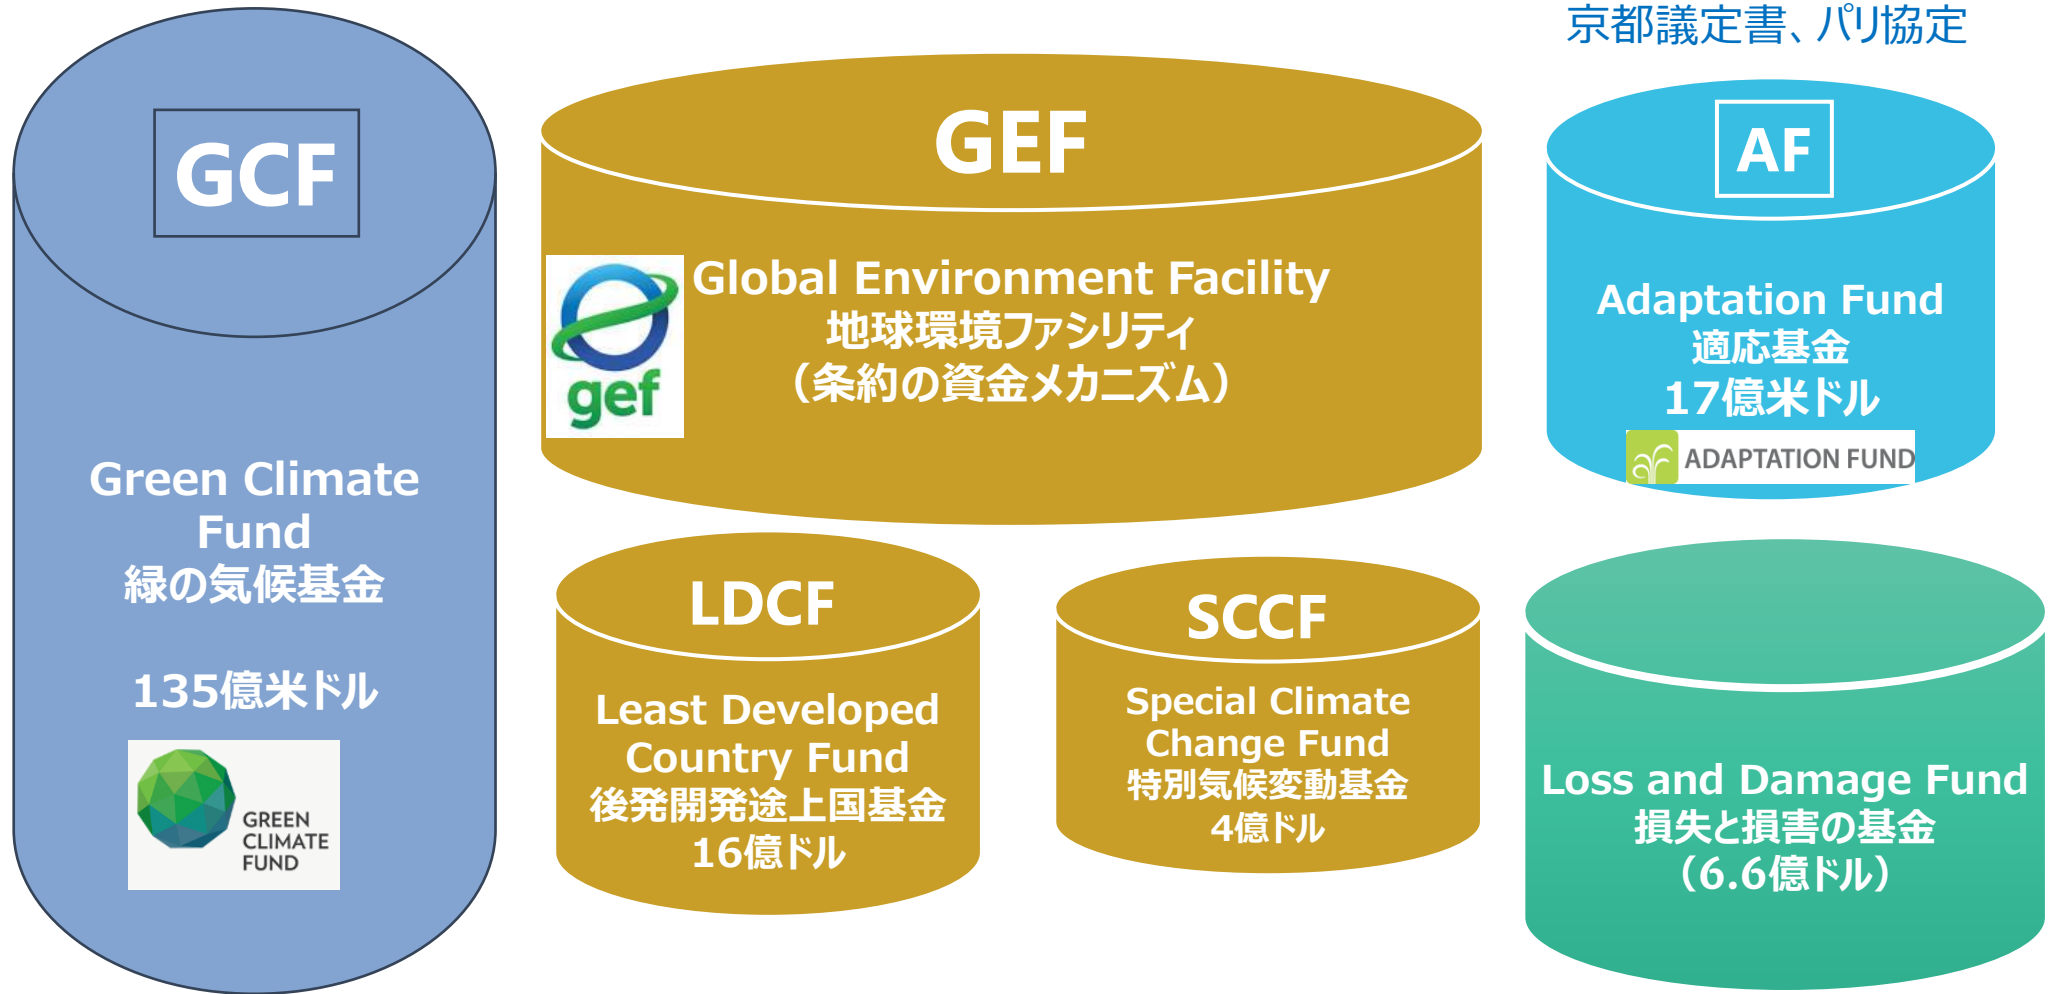 GCF
Green Climate
Fund
緑の気候基金
135億米ドル
GREEN
CLIMATE
FUND
GEF
gef
Global Environment Facility
地球環境ファシリティ
（条約の資金メカニズム）
LDCF
Least Developed
Country Fund
後発開発途上国基金
16億ドル
SCCF
Special Climate
Change Fund
特別気候変動基金
4億ドル
京都議定書、パリ協定
AF
Adaptation Fund
適応基金
17億米ドル
ADAPTATION FUND
Loss and Damage Fund
損失と損害の基金
（6.6億ドル）